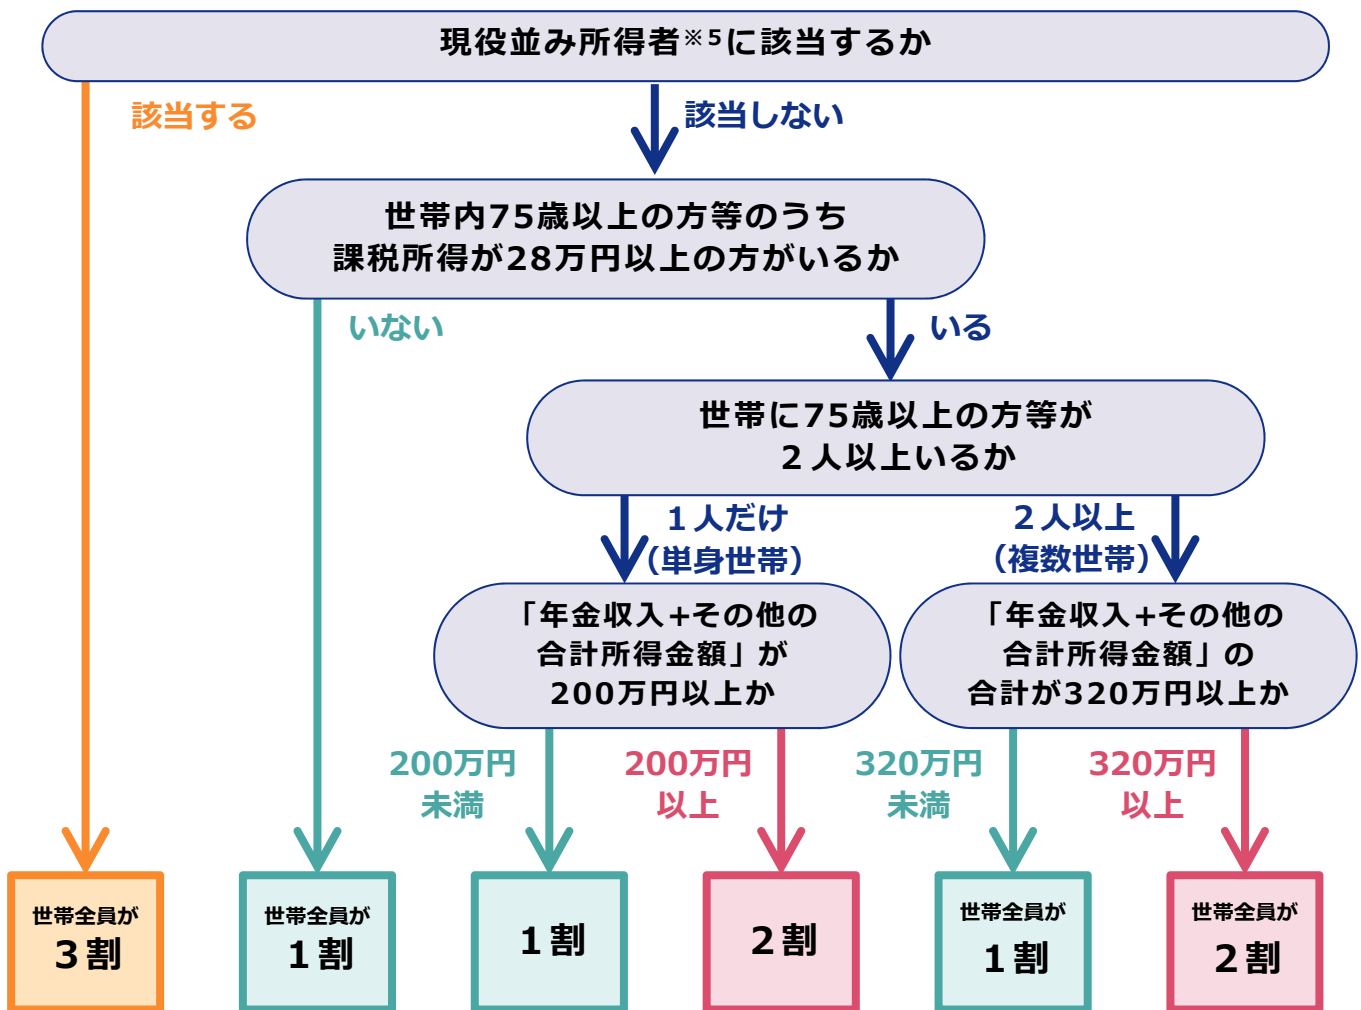 現役並み所得者※5に該当するか
該当する
該当しない
世帯内75歳以上の方等のうち
課税所得が28万円以上の方がいるか
いない
いる
世帯に75歳以上の方等が
２人以上いるか
１人だけ
（単身世帯）
２人以上
（複数世帯）
「年金収入+その他の
合計所得金額」が
200万円以上か
「年金収入+その他の
合計所得金額」の
合計が320万円以上か
200万円
未満
200万円
以上
320万円
未満
320万円
以上
世帯全員が
３割
世帯全員が
１割
１割
２割
世帯全員が
１割
世帯全員が
２割